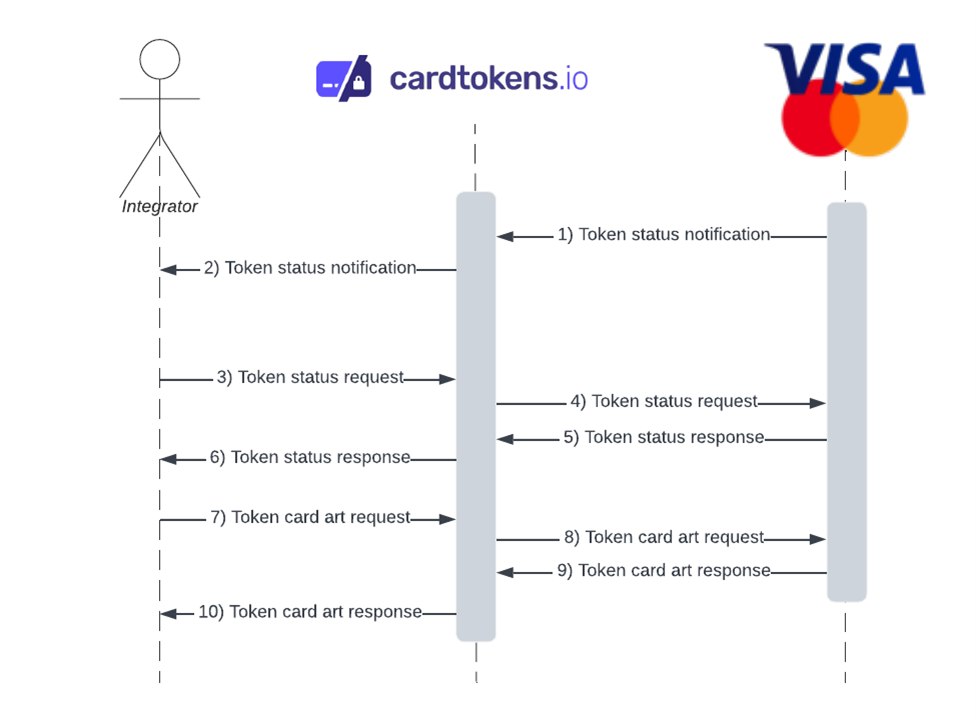 cardtokens.io
VISA
Integrator
1) Token status notification
2) Token status notification
3) Token status request
4) Token status request
5) Token status response
6) Token status response
7) Token card art request
8) Token card art request
9) Token card art response
10) Token card art response